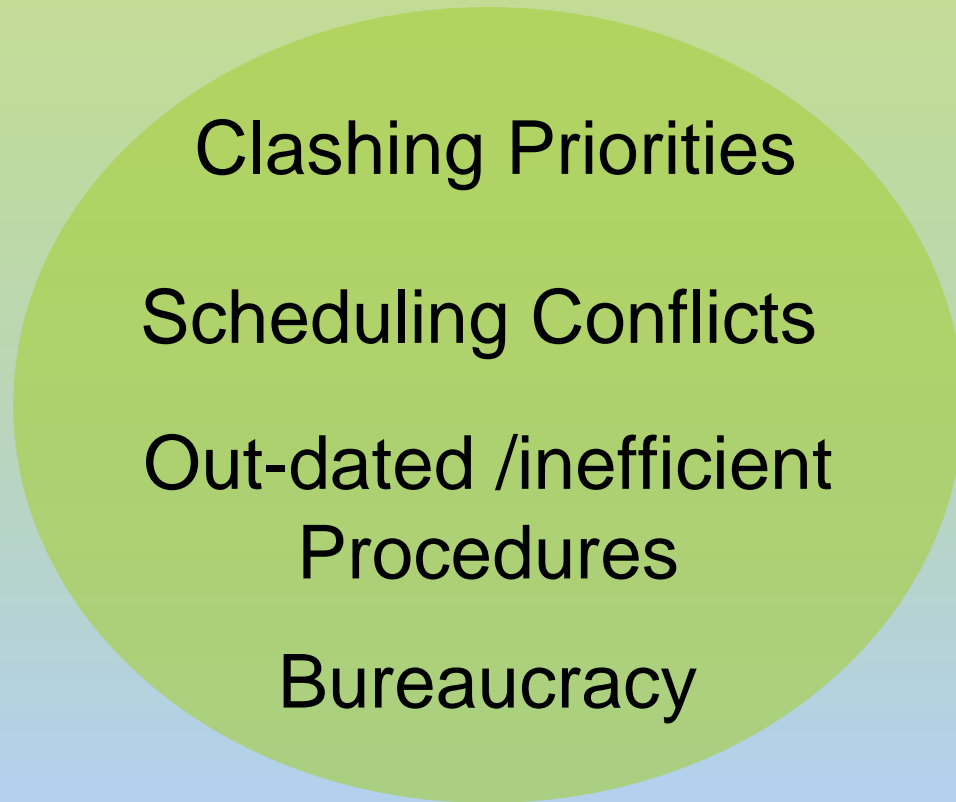 Clashing Priorities
Scheduling Conflicts
Out-dated /inefficient
Procedures
Bureaucracy